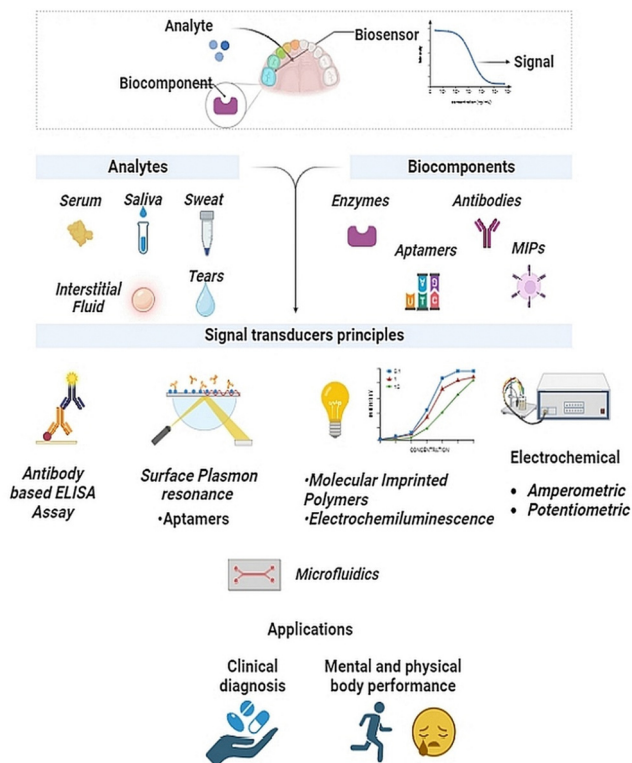 Analyte
Biosensor
Signal
Biocomponent
Analytes
Biocomponents
Serum
Saliva
Sweat
Enzymes
Antibodies
Aptamers
MIPs
Interstitial
Fluid
Tears
Signal transducers principles
CONCENTRATION
Antibody
based ELISA
Assay
Surface Plasmon
resonance
•Aptamers
•Molecular Imprinted
Polymers
•Electrochemiluminescence
Electrochemical
• Amperometric
• Potentiometric
Microfluidics
Applications
Clinical
diagnosis
Mental and physical
body performance